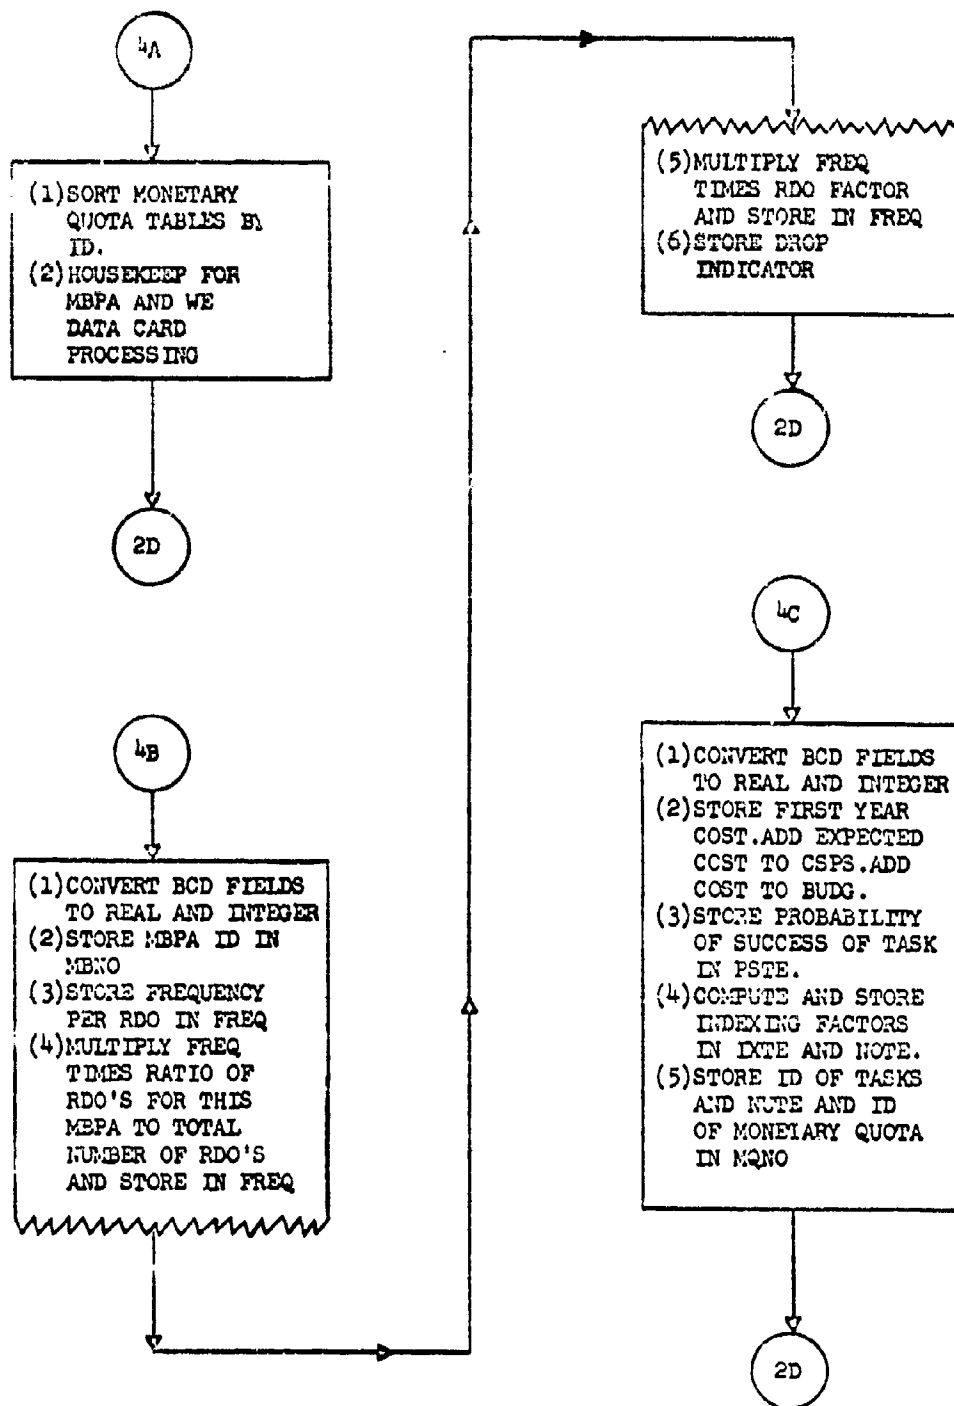 4A
(1)SORT MONETARY
QUOTA TABLES BY
ID.
(2)HOUSEKEEP FOR
MBPA AND WE
DATA CARD
PROCESSING
2D
4B
(1)CONVERT BCD FIELDS
TO REAL AND INTEGER
(2)STORE MBPA ID IN
MBNO
(3)STORE FREQUENCY
PER RDO IN FREQ
(4)MULTIPLY FREQ
TIMES RATIO OF
RDO'S FOR THIS
MBPA TO TOTAL
NUMBER OF RDO'S
AND STORE IN FREQ
(5)MULTIPLY FREQ
TIMES RDO FACTOR
AND STORE IN FREQ
(6)STORE DROP
INDICATOR
2D
4C
(1)CONVERT BCD FIELDS
TO REAL AND INTEGER
(2)STORE FIRST YEAR
COST.ADD EXPECTED
COST TO CSPS.ADD
COST TO BUDG.
(3)STORE PROBABILITY
OF SUCCESS OF TASK
IN PSTE.
(4)COMPUTE AND STORE
INDEXING FACTORS
IN IXTE AND NOTE.
(5)STORE ID OF TASKS
AND NUTE AND ID
OF MONETARY QUOTA
IN MQNO
2D